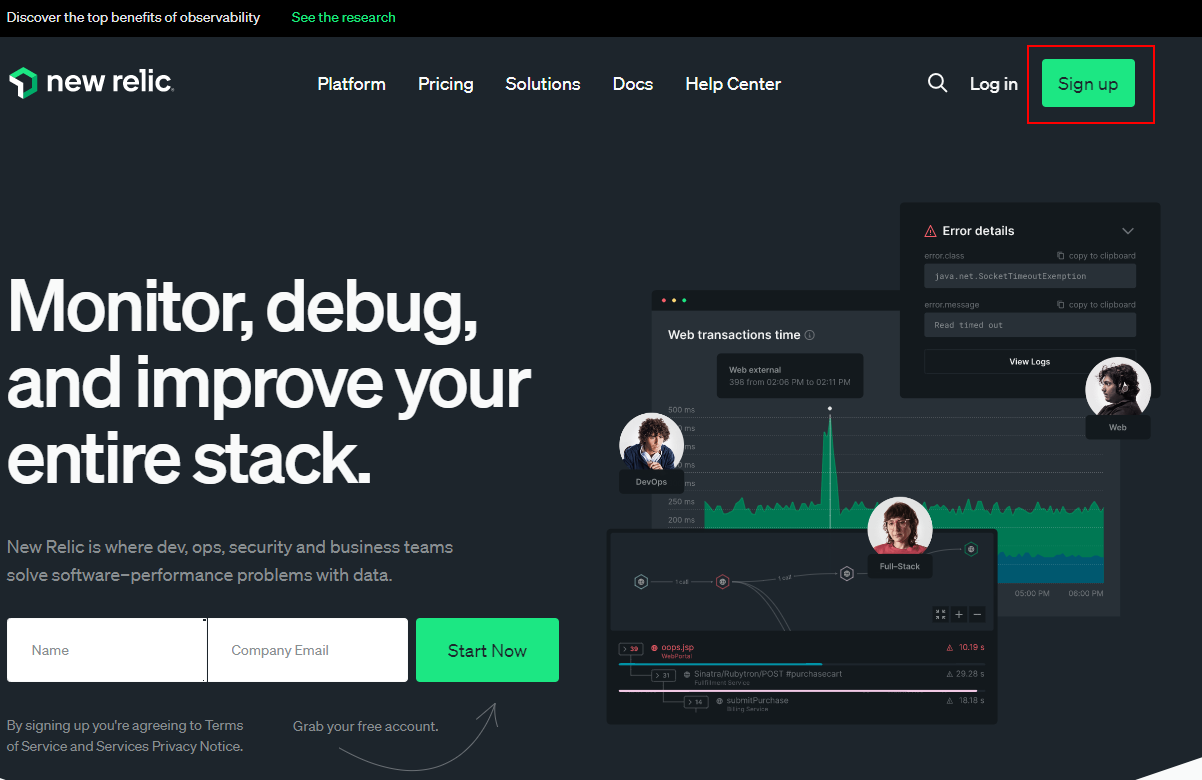 Discover the top benefits of observability See the research
new relic
Platform Pricing Solutions Docs Help Center Log in Sign up
Monitor, debug,
and improve your
entire stack.
New Relic is where dev, ops, security and business teams
solve software-performance problems with data.
Name Company Email Start Now
By signing up you're agreeing to Terms
of Service and Services Privacy Notice.
Grab your free account.
Error details
error.class copy to clipboard
java.net.SocketTimeoutExemption
error.message copy to clipboard
Read timed out
View Logs
Web
Web transactions time
Web external
398 from 02:06 PM to 02:11 PM
500 ms
ms
ms
ms
ms
250 ms
200 ms
DevOps
Full-Stack
05:00 PM 06:00 PM
1 call 1 call
39 oops.jsp 10.19 s
WebPortal
31 Sinatra/Rubytron/POST #purchasecart 29.28 s
Fulfillment Service
14 submitPurchase 18.18 s
Billing Service